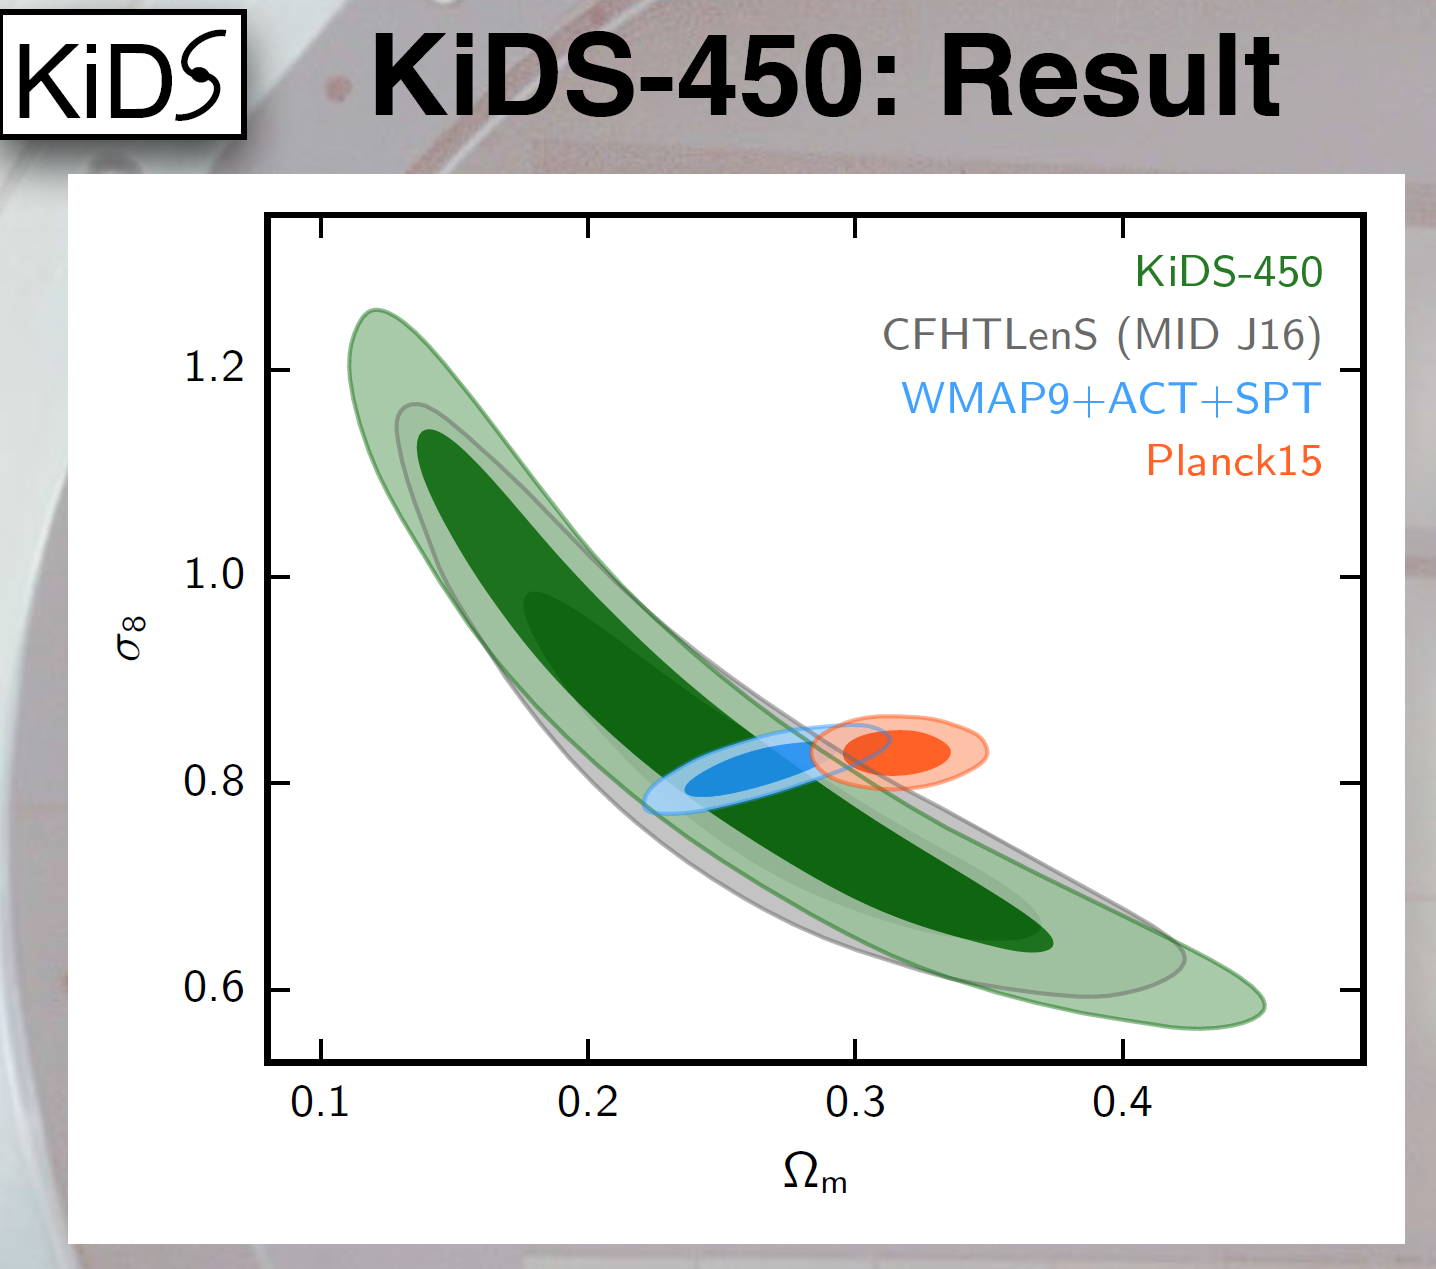 KiDS
KiDS-450: Result
KiDS-450
CFHTLenS (MID J16)
WMAP9+ACT+SPT
Planck15
1.2
1.0
0.8
0.6
σ8
0.1 0.2 0.3 0.4
Ωm